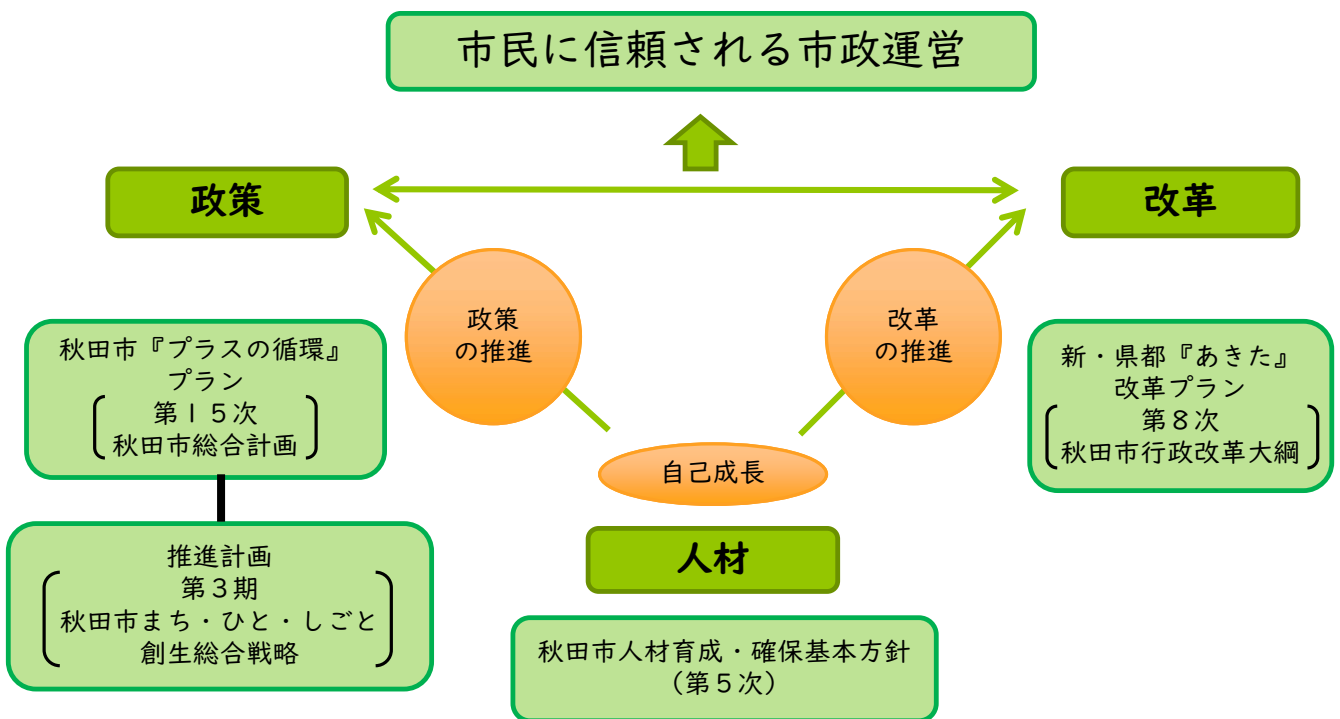 市民に信頼される市政運営
政策
改革
政策
の推進
改革
の推進
秋田市『プラスの循環』
プラン
第15次
秋田市総合計画
新・県都『あきた』
改革プラン
第8次
秋田市行政改革大綱
自己成長
人材
推進計画
第3期
秋田市まち・ひと・しごと
創生総合戦略
秋田市人材育成・確保基本方針
(第5次)